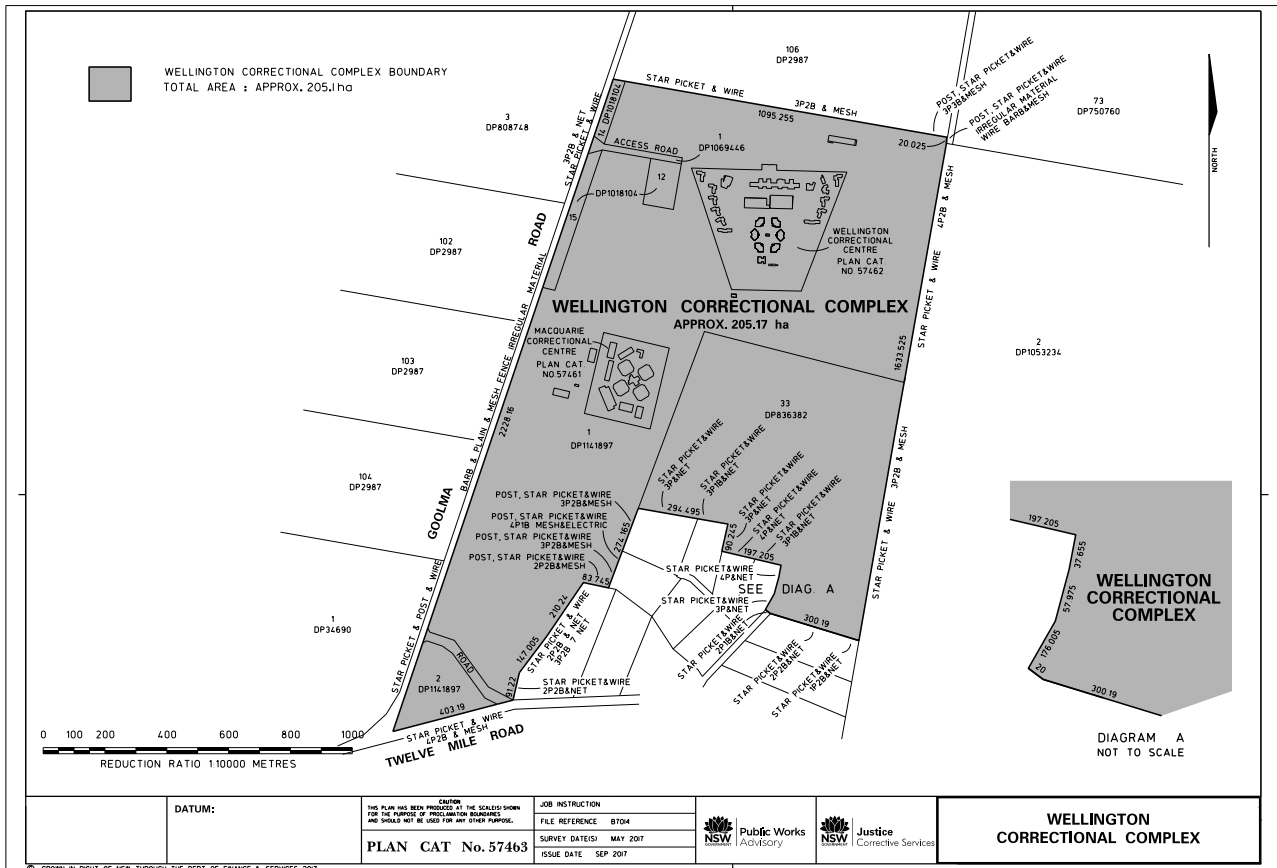 WELLINGTON CORRECTIONAL COMPLEX BOUNDARY
TOTAL AREA : APPROX. 205.1ha
106
DP2987
STAR PICKET & WIRE
3P2B & MESH
1095.255
20.025
POST, STAR PICKET&WIRE
3P3B&MESH
POST, STAR PICKET&WIRE
IRREGULAR MATERIAL
WIRE BARB&MESH
73
DP750760
NORTH
3
DP808748
3P2B & NET
STAR PICKET & WIRE
14 DP1018104
ACCESS ROAD
1
DP1069446
12
DP1018104
15
4P2B & MESH
STAR PICKET & WIRE
102
DP2987
ROAD
WELLINGTON
CORRECTIONAL
CENTRE
PLAN CAT.
NO. 57462
WELLINGTON CORRECTIONAL COMPLEX
APPROX. 205.17 ha
MACQUARIE
CORRECTIONAL
CENTRE
PLAN CAT.
NO.57461
BARB & PLAIN & MESH FENCE IRREGULAR MATERIAL
1633.525
2
DP1053234
103
DP2987
2228.16
33
DP836382
1
DP1141897
STAR PICKET&WIRE
3P&NET
STAR PICKET&WIRE
3P1B&NET
STAR PICKET&WIRE
3P&NET
STAR PICKET&WIRE
4P&NET
STAR PICKET&WIRE
3P1B&NET
STAR PICKET & WIRE 3P2B & MESH
104
DP2987
GOOLMA
POST, STAR PICKET&WIRE
3P2B&MESH
POST, STAR PICKET&WIRE
4P1B MESH&ELECTRIC
POST, STAR PICKET&WIRE
3P2B&MESH
POST, STAR PICKET&WIRE
2P2B&MESH
274.165
294.495
90.245
197.205
83.745
STAR PICKET&WIRE
4P&NET
SEE DIAG. A
STAR PICKET&WIRE
3P&NET
300.19
STAR PICKET&WIRE
2P1B&NET
STAR PICKET&WIRE
2P2B&NET
STAR PICKET&WIRE
1P2B&NET
210.24
147.005
91.22
STAR PICKET & WIRE
2P2B & NET
3P2B 7 NET
STAR PICKET&WIRE
2P2B&NET
1
DP34690
STAR PICKET & POST & WIRE
ROAD
2
DP1141897
403.19
STAR PICKET & WIRE
4P2B & MESH
TWELVE MILE ROAD
197.205
37.655
57.975
176.005
20
300.19
WELLINGTON
CORRECTIONAL
COMPLEX
DIAGRAM A
NOT TO SCALE
0 100 200 400 600 800 1000
REDUCTION RATIO 1:10000 METRES
DATUM:
CAUTION
THIS PLAN HAS BEEN PRODUCED AT THE SCALE(S) SHOWN
FOR THE PURPOSE OF PROCLAMATION BOUNDARIES
AND SHOULD NOT BE USED FOR ANY OTHER PURPOSE.
PLAN CAT No. 57463
JOB INSTRUCTION
FILE REFERENCE B7014
SURVEY DATE(S) MAY 2017
ISSUE DATE SEP 2017
NSW
GOVERNMENT
Public Works
Advisory
NSW
GOVERNMENT
Justice
Corrective Services
WELLINGTON
CORRECTIONAL COMPLEX
© CROWN IN RIGHT OF NSW THROUGH THE DEPT OF FINANCE & SERVICES 2017